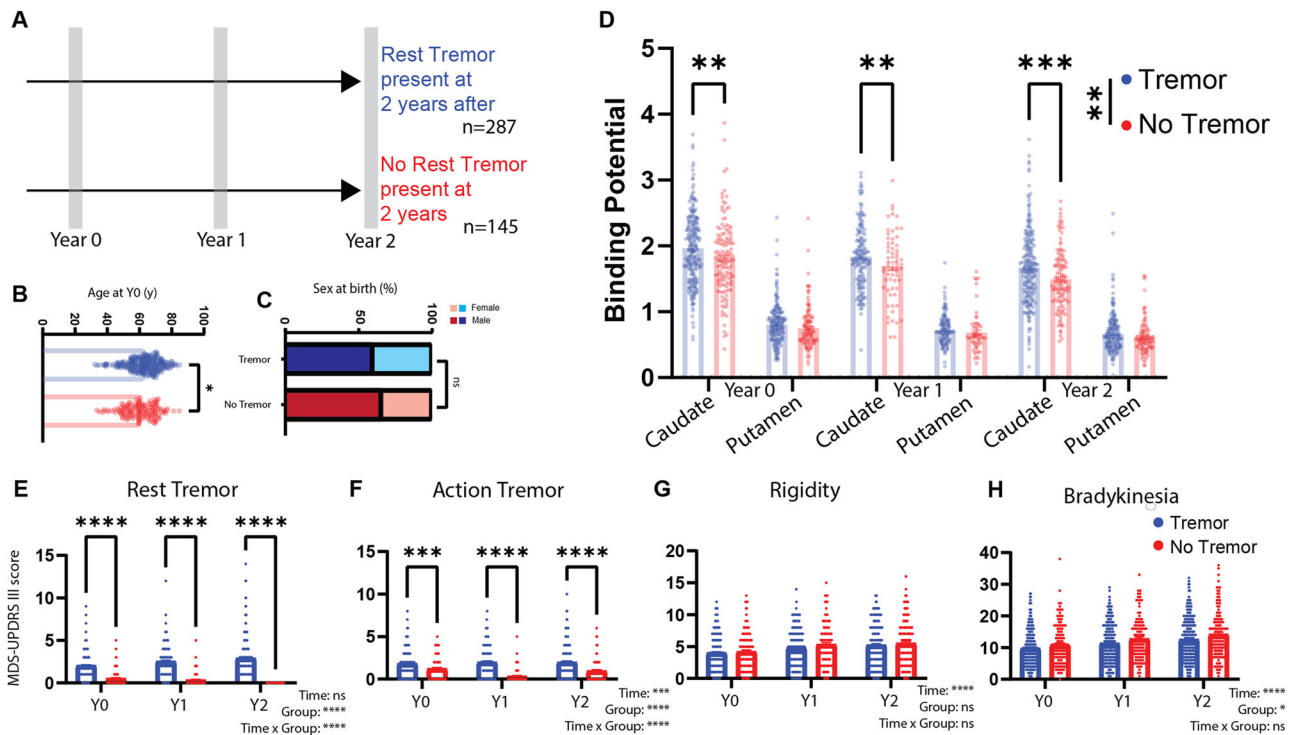 A
Rest Tremor
present at
2 years after
n=287
No Rest Tremor
present at
2 years
n=145
Year 0
Year 1
Year 2
B
Age at Y0 (y)
0
20
40
60
80
100
*
C
Sex at birth (%)
0
50
100
Female
Male
Tremor
No Tremor
ns
D
Binding Potential
5
4
3
2
1
0
**
**
***
Tremor
No Tremor
**
Caudate
Year 0
Putamen
Caudate
Year 1
Putamen
Caudate
Year 2
Putamen
E
Rest Tremor
MDS-UPDRS III score
15
10
5
0
****
****
****
Y0
Y1
Y2
Time: ns
Group: ****
Time x Group: ****
F
Action Tremor
15
10
5
0
***
****
****
Y0
Y1
Y2
Time: ***
Group: ****
Time x Group: ****
G
Rigidity
20
15
10
5
0
Y0
Y1
Y2
Time: ****
Group: ns
Time x Group: ns
H
Bradykinesia
Tremor
No Tremor
40
30
20
10
0
Y0
Y1
Y2
Time: ****
Group: *
Time x Group: ns